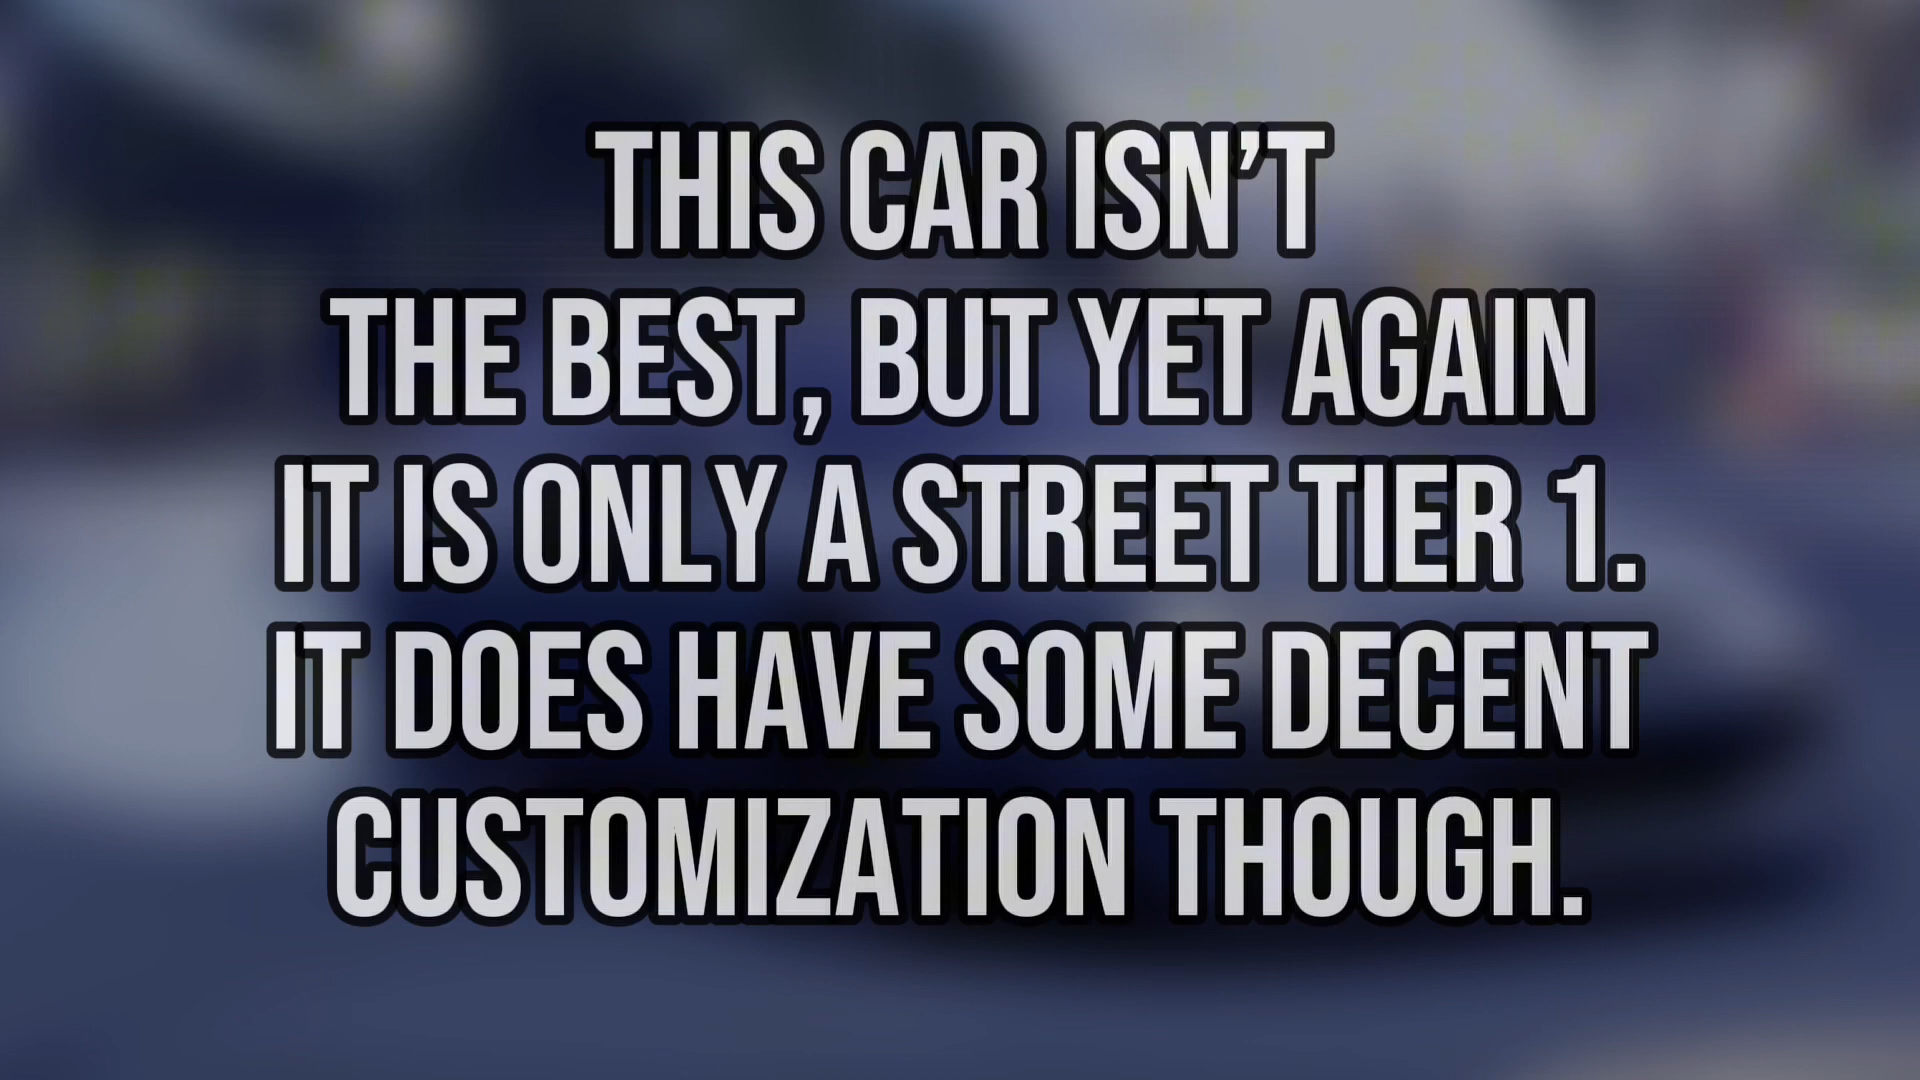 THIS CAR ISN’T
THE BEST, BUT YET AGAIN
IT IS ONLY A STREET TIER 1.
IT DOES HAVE SOME DECENT
CUSTOMIZATION THOUGH.